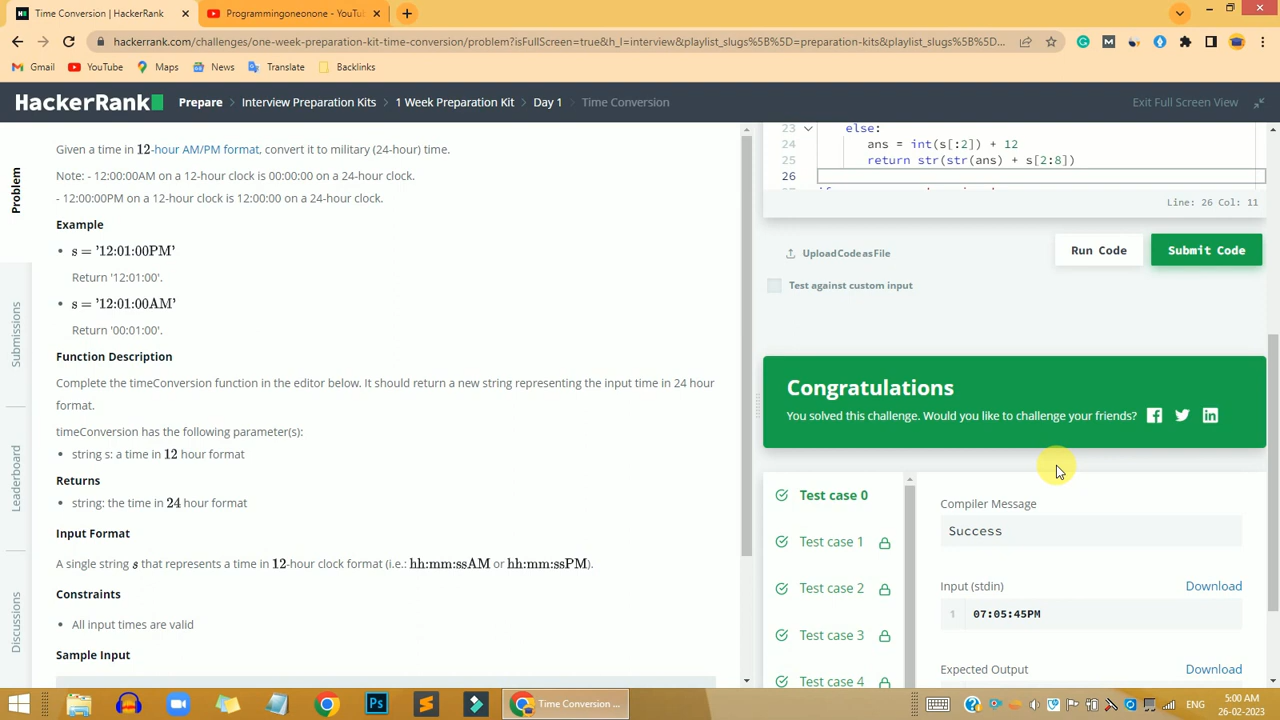 Time Conversion | HackerRank
Programmingoneonone - YouTu
hackerrank.com/challenges/one-week-preparation-kit-time-conversion/problem?isFullScreen=true&h_l=interview&playlist_slugs%5B%5D=preparation-kits&playlist_slugs%5B%5D=...
Gmail YouTube Maps News Translate Backlinks
HackerRank Prepare > Interview Preparation Kits > 1 Week Preparation Kit > Day 1 > Time Conversion Exit Full Screen View
Problem
Submissions
Leaderboard
Discussions
Given a time in 12-hour AM/PM format, convert it to military (24-hour) time.
Note: - 12:00:00AM on a 12-hour clock is 00:00:00 on a 24-hour clock.
- 12:00:00PM on a 12-hour clock is 12:00:00 on a 24-hour clock.
Example
• s = '12:01:00PM'
Return '12:01:00'.
• s = '12:01:00AM'
Return '00:01:00'.
Function Description
Complete the timeConversion function in the editor below. It should return a new string representing the input time in 24 hour
format.
timeConversion has the following parameter(s):
• string s: a time in 12 hour format
Returns
• string: the time in 24 hour format
Input Format
A single string s that represents a time in 12-hour clock format (i.e.: hh:mm:ssAM or hh:mm:ssPM).
Constraints
• All input times are valid
Sample Input
23 else:
24 ans = int(s[:2]) + 12
25 return str(str(ans) + s[2:8])
26
Line: 26 Col: 11
Upload Code as File
Run Code
Submit Code
Test against custom input
Congratulations
You solved this challenge. Would you like to challenge your friends?
Test case 0
Test case 1
Test case 2
Test case 3
Test case 4
Compiler Message
Success
Input (stdin) Download
1 07:05:45PM
Expected Output Download
Time Conversion ...
ENG
5:00 AM
26-02-2023